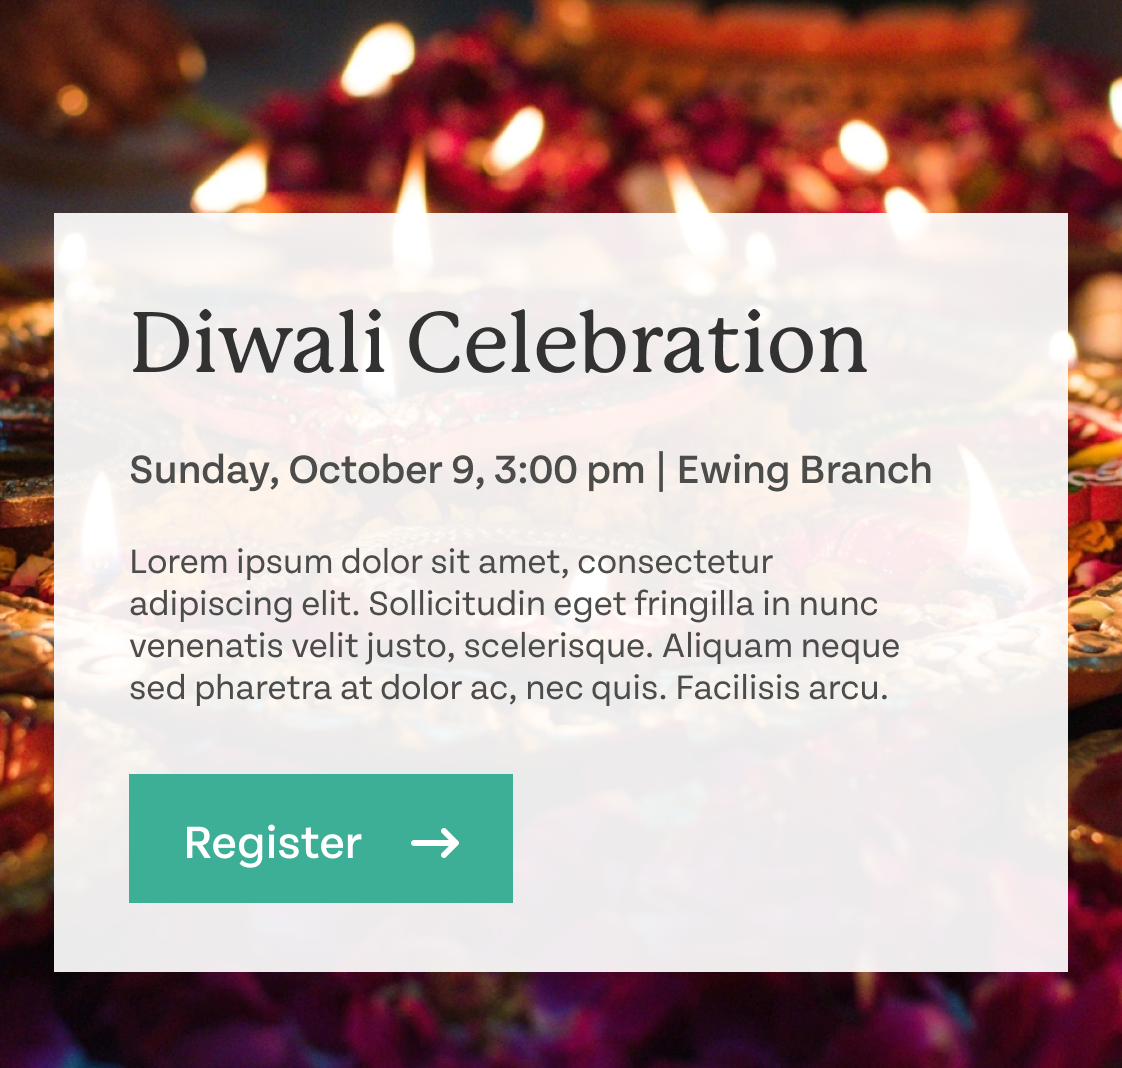 Diwali Celebration
Sunday, October 9, 3:00 pm | Ewing Branch
Lorem ipsum dolor sit amet, consectetur
adipiscing elit. Sollicitudin eget fringilla in nunc
venenatis velit justo, scelerisque. Aliquam neque
sed pharetra at dolor ac, nec quis. Facilisis arcu.
Register →